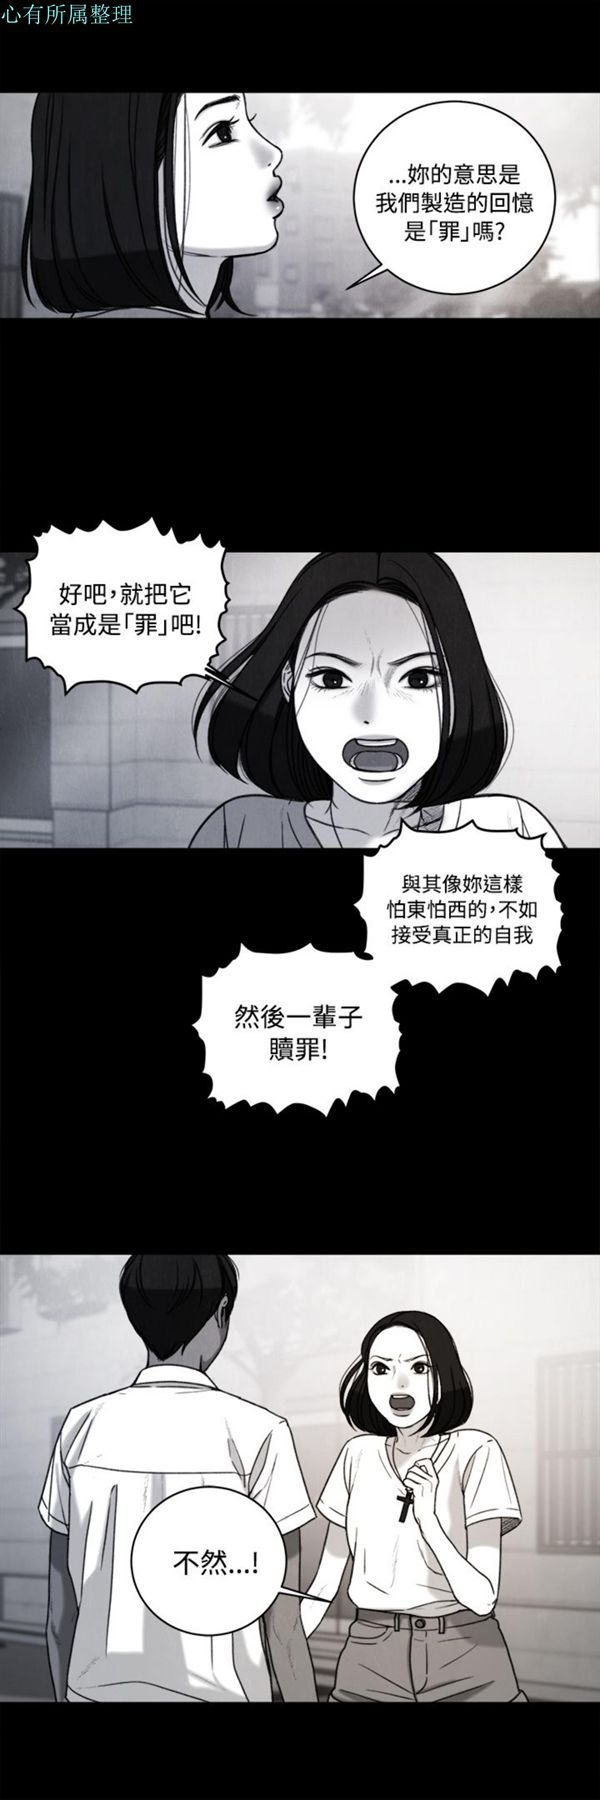 心有所属整理
…妳的意思是
我們製造的回憶
是「罪」嗎?
好吧,就把它
當成是「罪」吧!
與其像妳這樣
怕東怕西的,不如
接受真正的自我
然後一輩子
贖罪!
不然…!